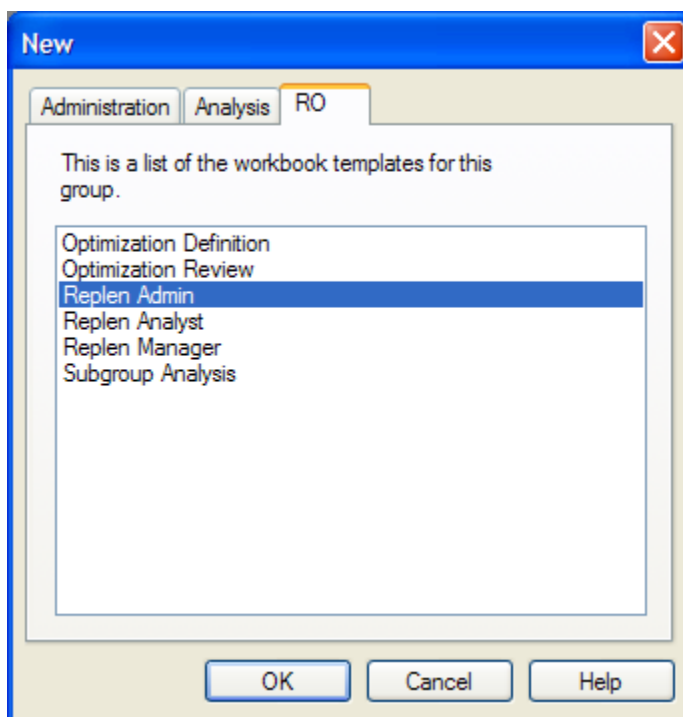 New
Administration Analysis RO
This is a list of the workbook templates for this
group.
Optimization Definition
Optimization Review
Replen Admin
Replen Analyst
Replen Manager
Subgroup Analysis
OK Cancel Help